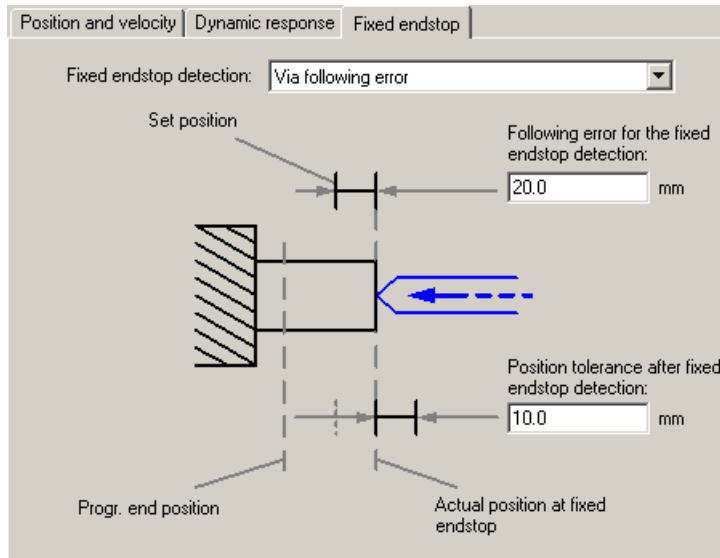 Position and velocity Dynamic response Fixed endstop
Fixed endstop detection: Via following error
Set position
Following error for the fixed
endstop detection:
20.0 mm
Position tolerance after fixed
endstop detection:
10.0 mm
Progr. end position
Actual position at fixed
endstop